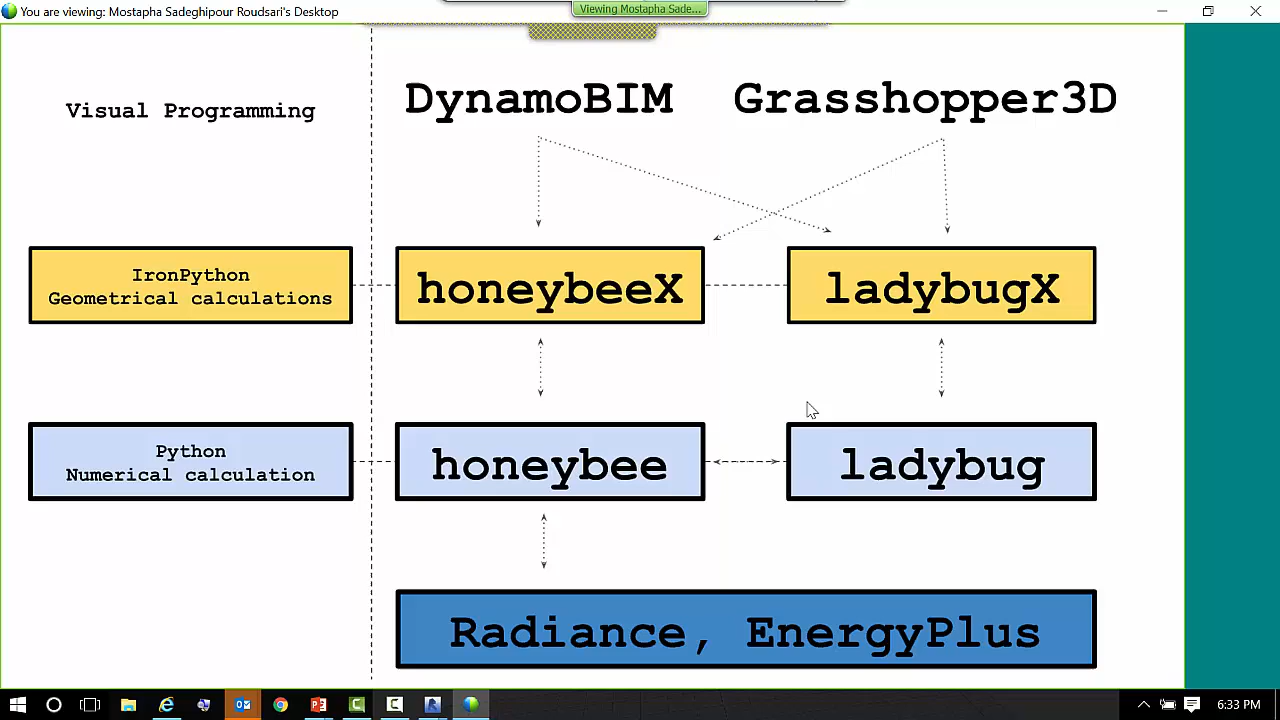 You are viewing: Mostapha Sadeghipour Roudsari's Desktop
Viewing Mostapha Sade...
Visual Programming
DynamoBIM
Grasshopper3D
IronPython
Geometrical calculations
honeybeeX
ladybugX
Python
Numerical calculation
honeybee
ladybug
Radiance, EnergyPlus
6:33 PM